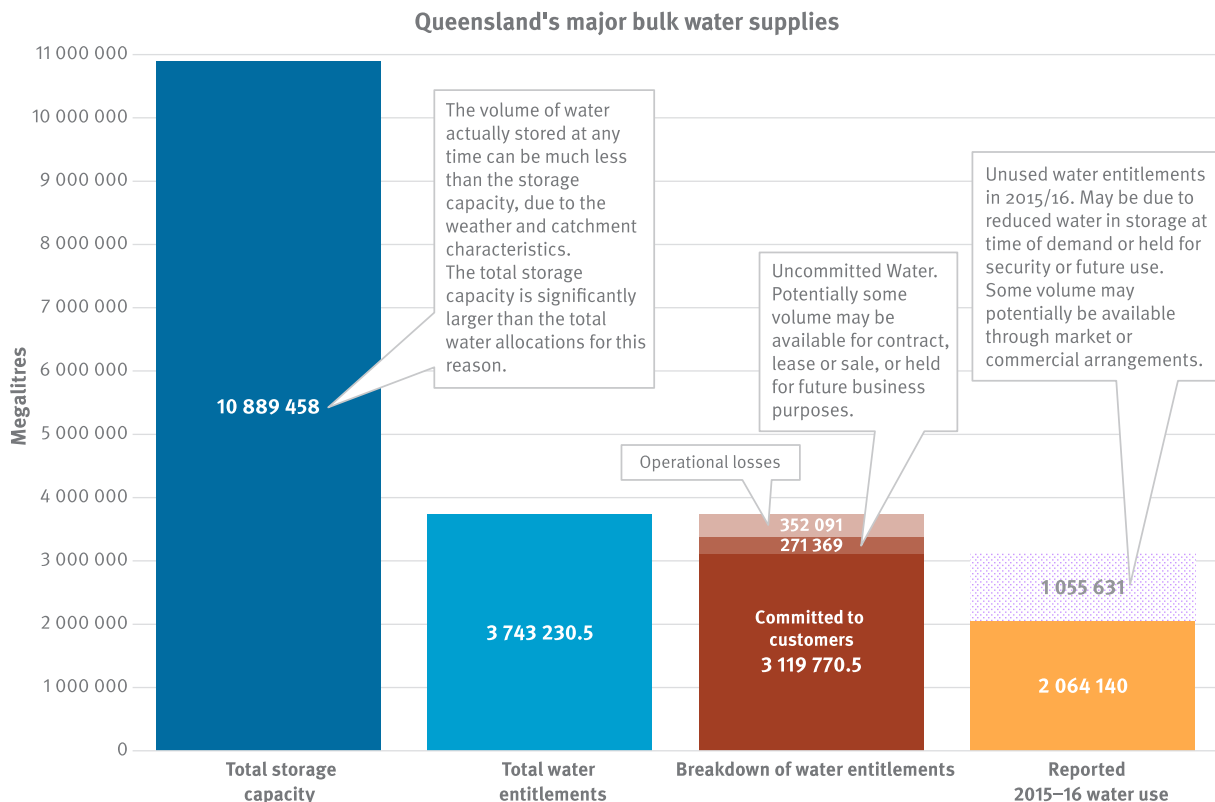 Queensland's major bulk water supplies
Megalitres
11 000 000
10 000 000
9 000 000
8 000 000
7 000 000
6 000 000
5 000 000
4 000 000
3 000 000
2 000 000
1 000 000
0
10 889 458
The volume of water
actually stored at any
time can be much less
than the storage
capacity, due to the
weather and catchment
characteristics.
The total storage
capacity is significantly
larger than the total
water allocations for this
reason.
3 743 230.5
Operational losses
Uncommitted Water.
Potentially some
volume may be
available for contract,
lease or sale, or held
for future business
purposes.
352 091
271 369
Committed to
customers
3 119 770.5
Unused water entitlements
in 2015/16. May be due to
reduced water in storage at
time of demand or held for
security or future use.
Some volume may
potentially be available
through market or
commercial arrangements.
1 055 631
2 064 140
Total storage
capacity
Total water
entitlements
Breakdown of water entitlements
Reported
2015–16 water use